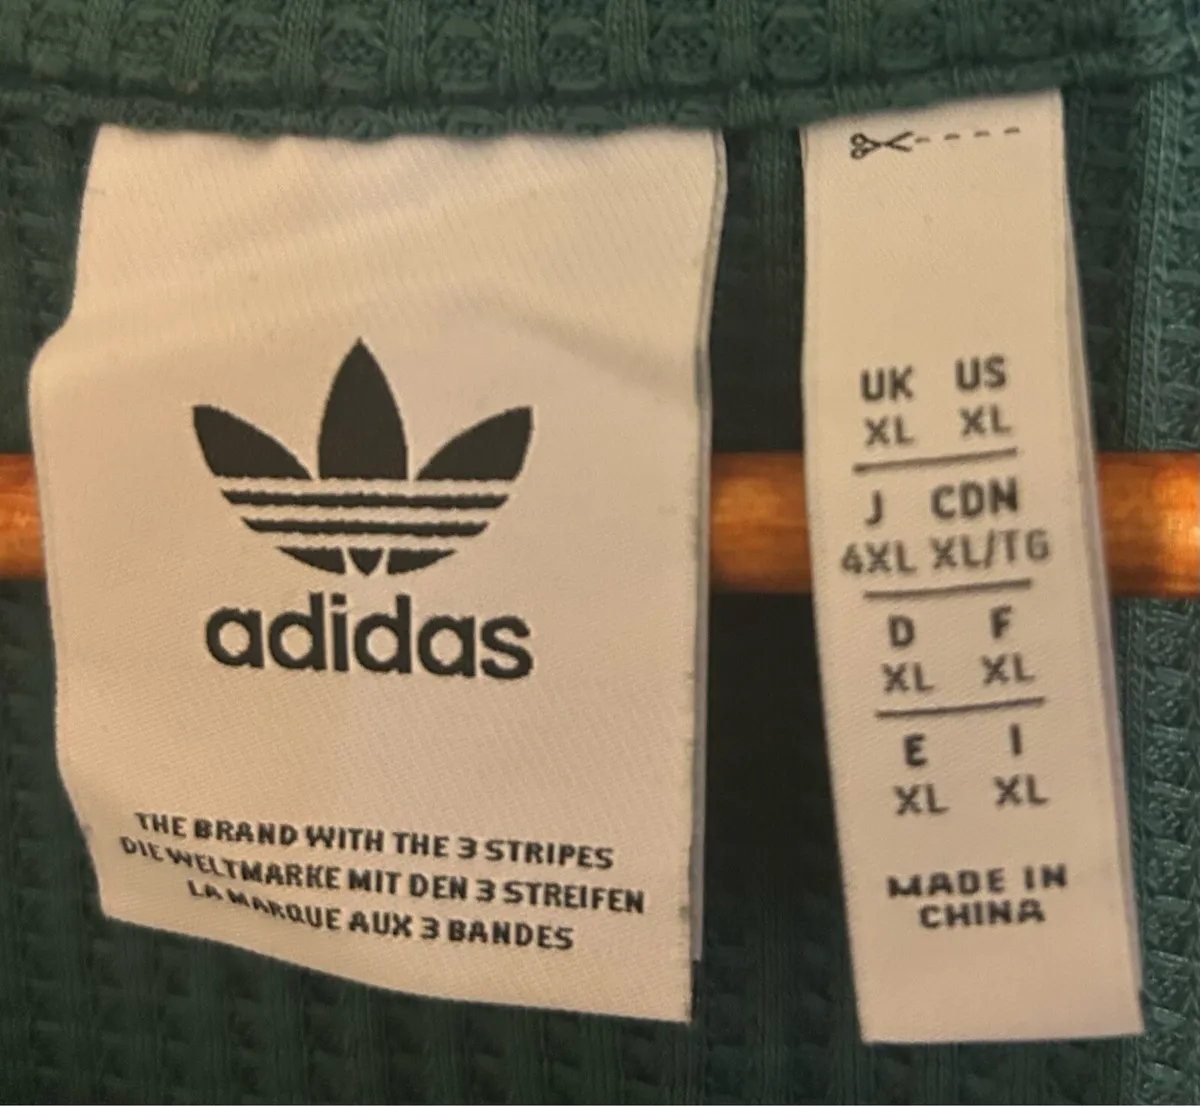 adidas
THE BRAND WITH THE 3 STRIPES
DIE WELTMARKE MIT DEN 3 STREIFEN
LA MARQUE AUX 3 BANDES
UK US
XL XL
J CDN
4XL XL/TG
D F
XL XL
E I
XL XL
MADE IN
CHINA